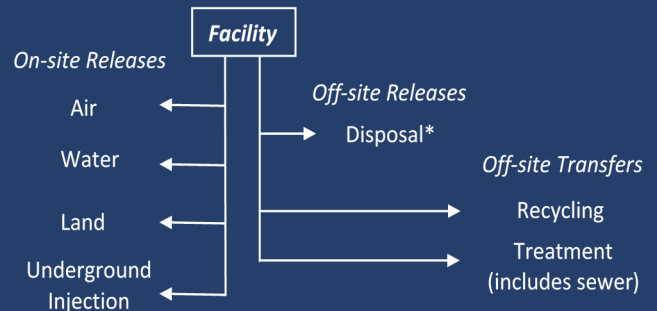 Facility
On-site Releases
Air
Water
Land
Underground
Injection
Off-site Releases
Disposal*
Off-site Transfers
Recycling
Treatment
(includes sewer)